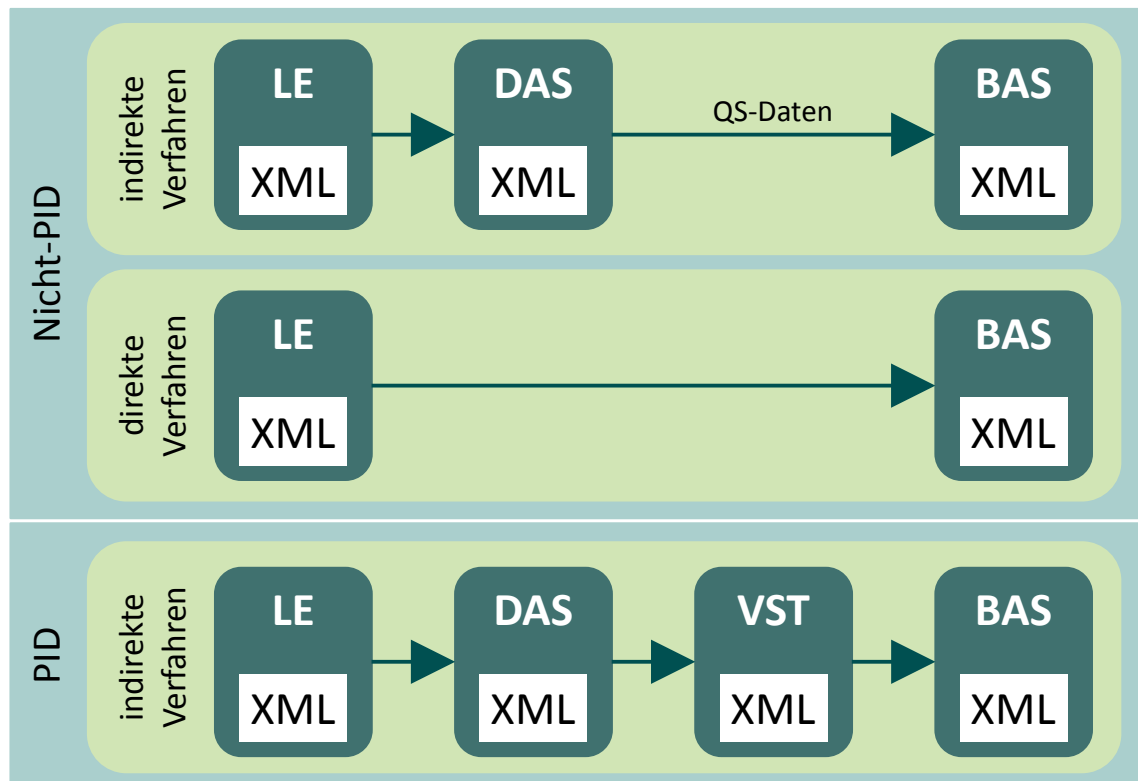 Nicht-PID
indirekte
Verfahren
LE
XML
DAS
XML
QS-Daten
BAS
XML
direkte
Verfahren
LE
XML
BAS
XML
PID
indirekte
Verfahren
LE
XML
DAS
XML
VST
XML
BAS
XML